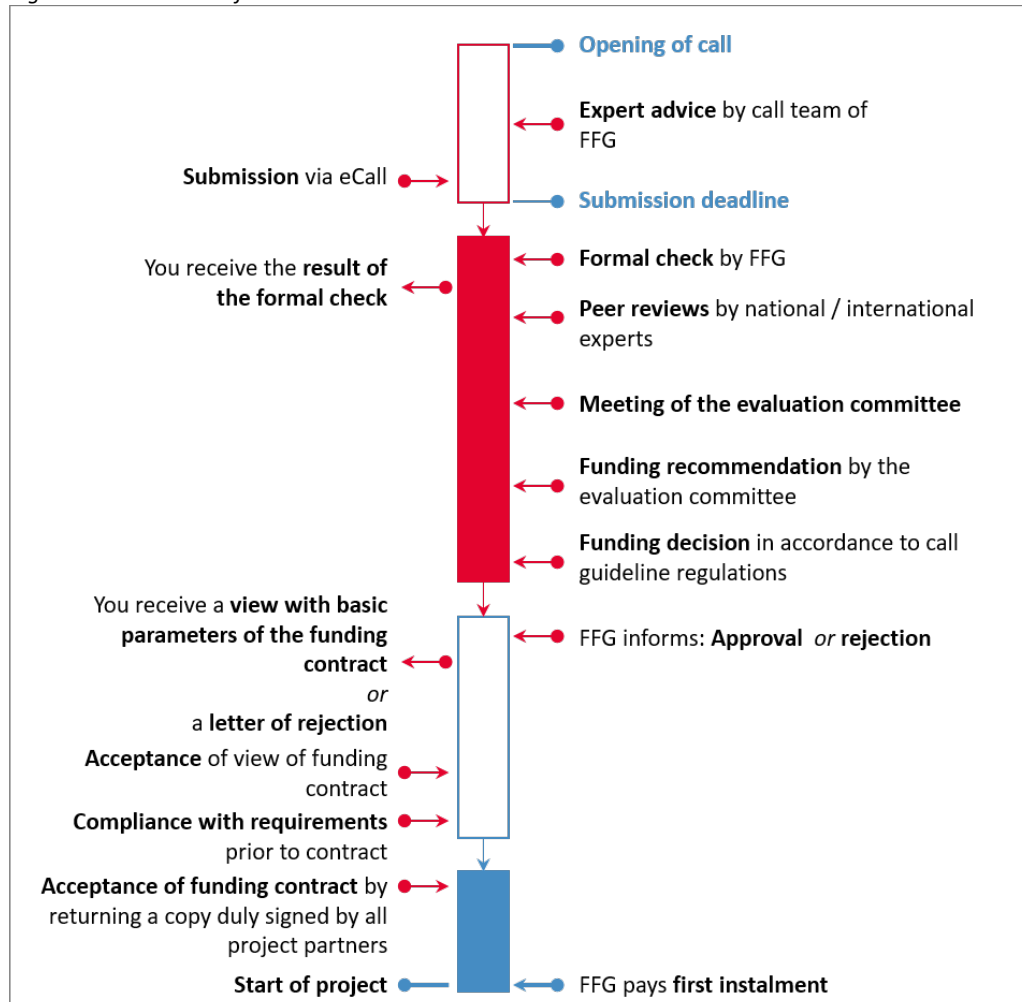 Opening of call
Expert advice by call team of
FFG
Submission via eCall
Submission deadline
Formal check by FFG
You receive the result of
the formal check
Peer reviews by national / international
experts
Meeting of the evaluation committee
Funding recommendation by the
evaluation committee
Funding decision in accordance to call
guideline regulations
You receive a view with basic
parameters of the funding
contract
or
a letter of rejection
FFG informs: Approval or rejection
Acceptance of view of funding
contract
Compliance with requirements
prior to contract
Acceptance of funding contract by
returning a copy duly signed by all
project partners
Start of project
FFG pays first instalment